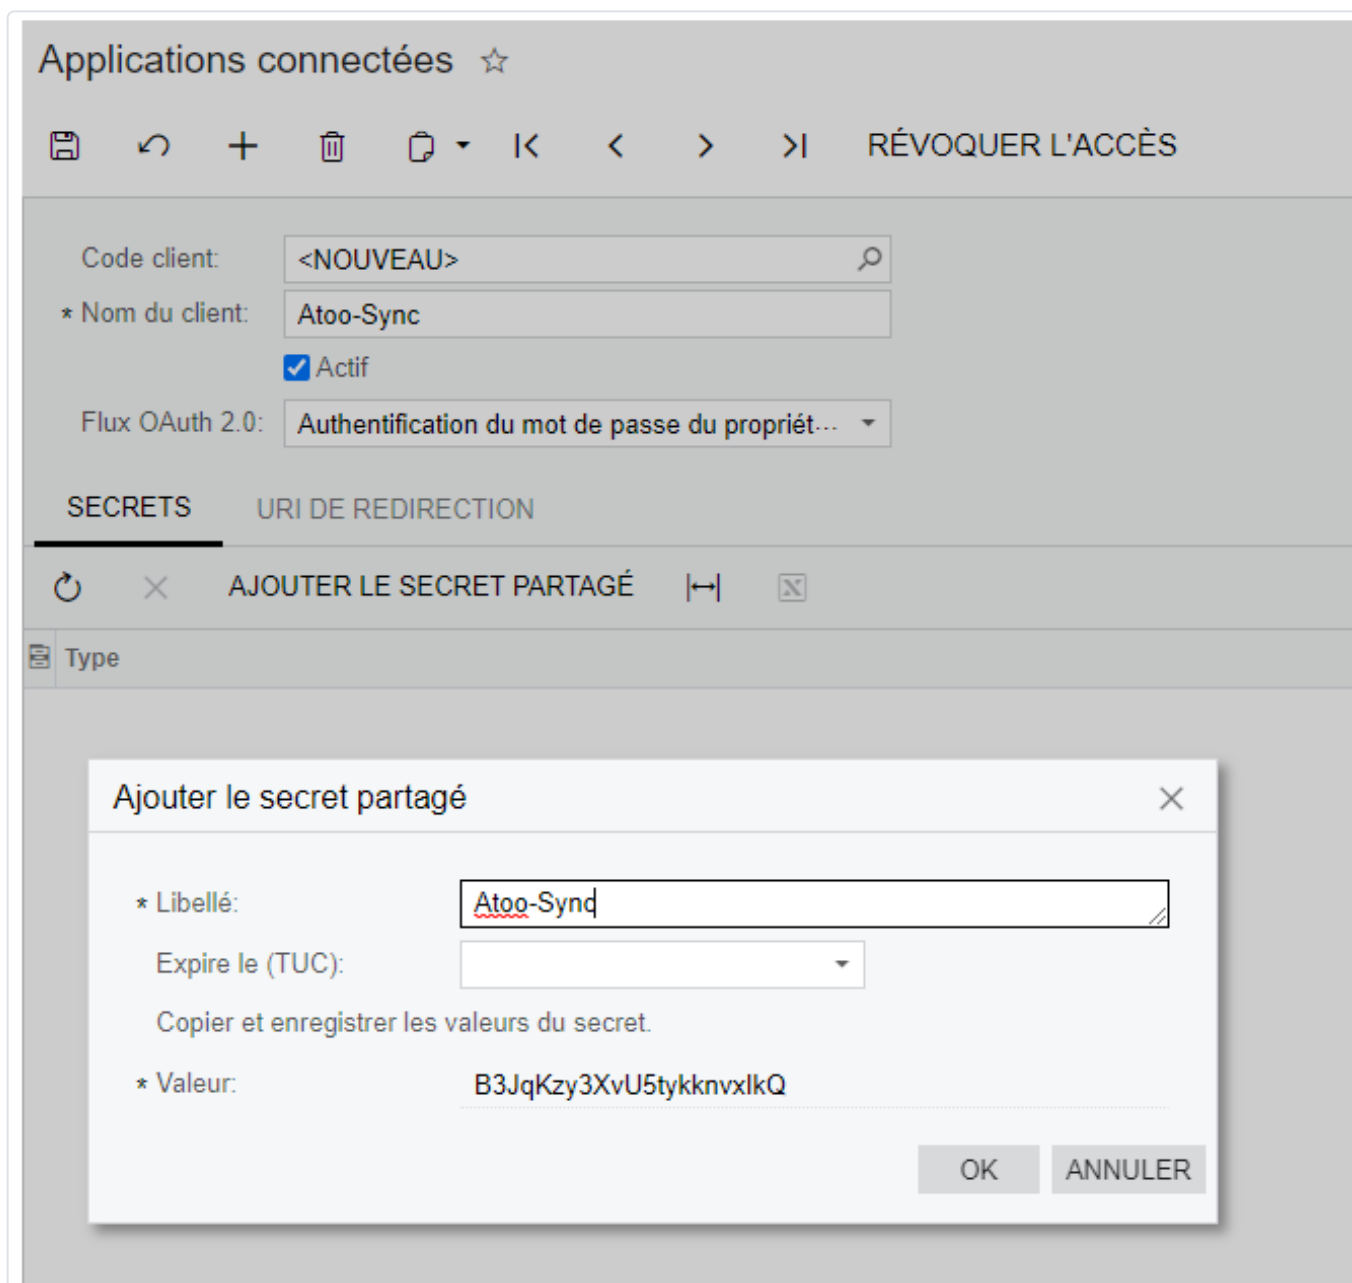 Applications connectées
RÉVOQUER L'ACCÈS
Code client: <NOUVEAU>
* Nom du client: Atoo-Sync
Actif
Flux OAuth 2.0: Authentification du mot de passe du propriét...
SECRETS URI DE REDIRECTION
AJOUTER LE SECRET PARTAGÉ
Type
Ajouter le secret partagé
* Libellé: Atoo-Sync
Expire le (TUC):
Copier et enregistrer les valeurs du secret.
* Valeur: B3JqKzy3XvU5tykknvxlkQ
OK ANNULER